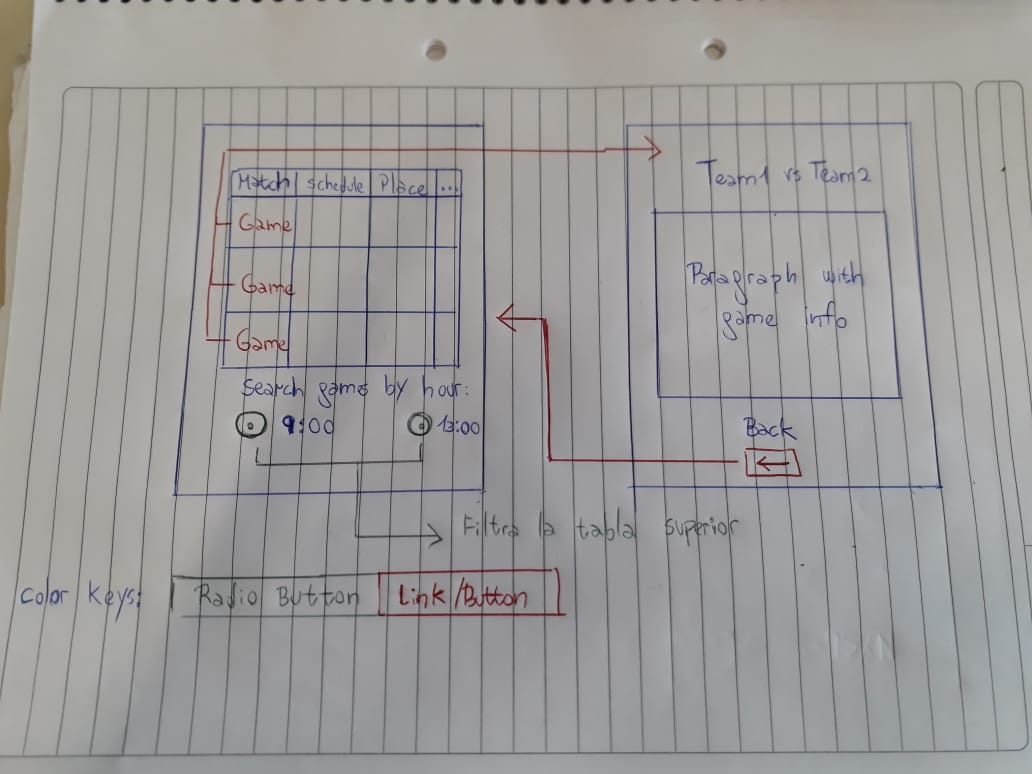 Match Schedule Place ...
Game
Game
Game
Search games by hour:
9:00 13:00
Team1 vs Team2
Paragraph with
game info
Back
Filtra la tabla superior
Color Keys: Radio Button Link/Button